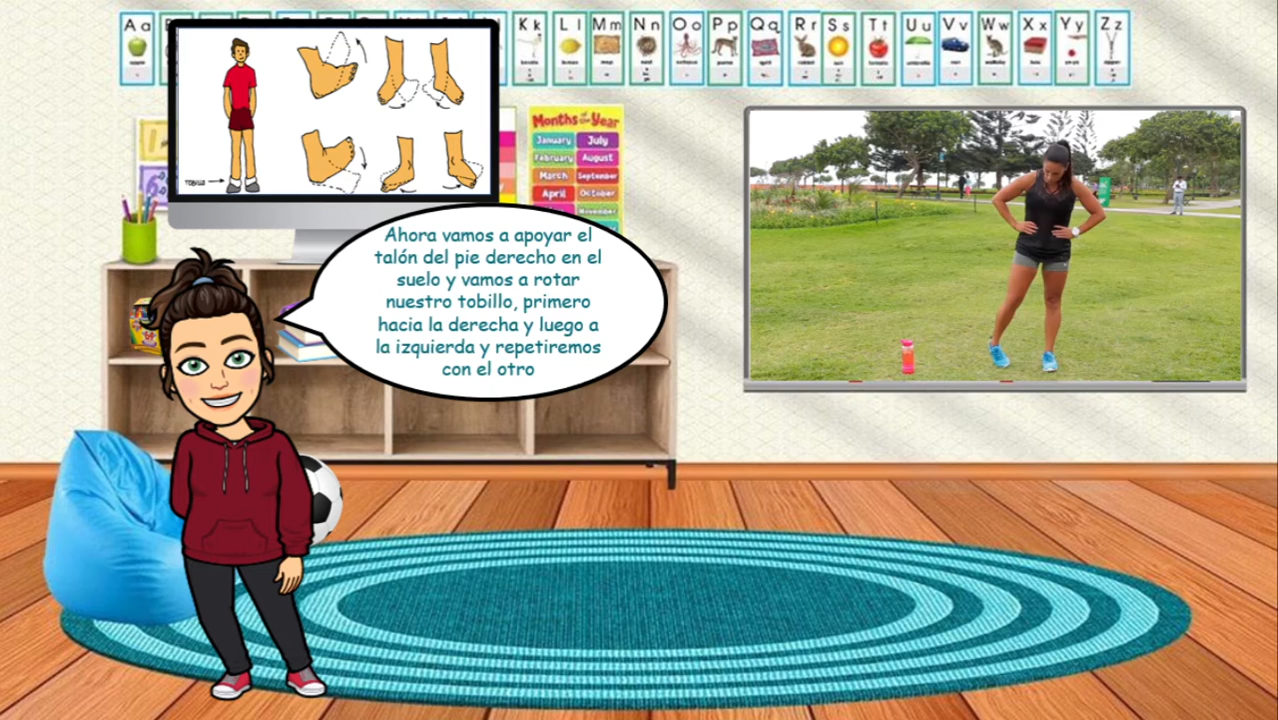 Aa
Kk
Ll
Mm
Nn
Oo
Pp
Qq
Rr
Ss
Tt
Uu
Vv
Ww
Xx
Yy
Zz
TOBILLO
Months of the Year
January July
February August
March September
April October
November
Ahora vamos a apoyar el
talón del pie derecho en el
suelo y vamos a rotar
nuestro tobillo, primero
hacia la derecha y luego a
la izquierda y repetiremos
con el otro